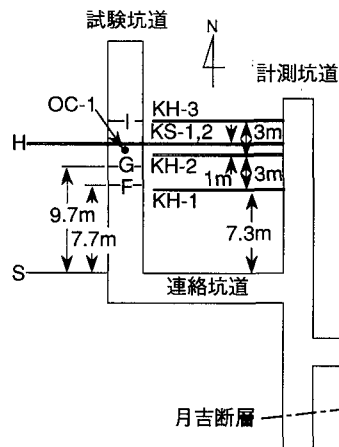 試験坑道
N
計測坑道
OC-1
I
KH-3
KS-1,2
3m
H
G
KH-2
1m
3m
F
KH-1
9.7m
7.7m
7.3m
S
連絡坑道
月吉断層